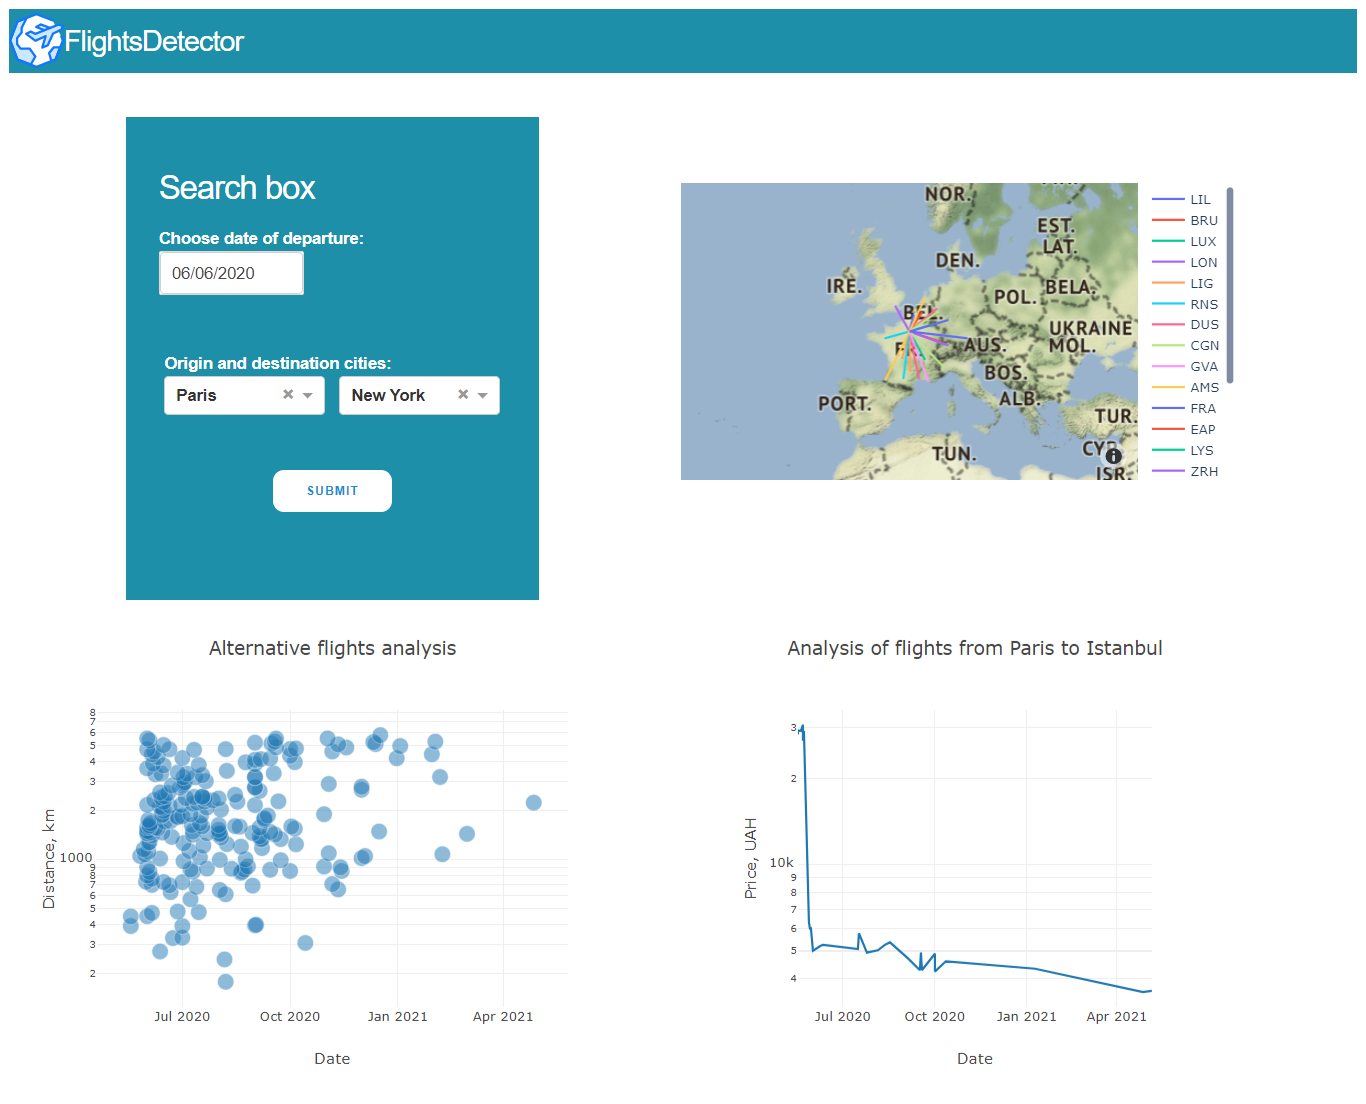 FlightsDetector
Search box
Choose date of departure:
06/06/2020
Origin and destination cities:
Paris
New York
SUBMIT
NOR.
EST.
LAT.
DEN.
IRE.
BELA.
POL.
BEL.
UKRAINE
MOL.
AUS.
BOS.
ALB.
PORT.
TUR.
TUN.
ISR.
LIL
BRU
LUX
LON
LIG
RNS
DUS
CGN
GVA
AMS
FRA
EAP
LYS
ZRH
Alternative flights analysis
Distance, km
8
7
6
5
4
3
2
1000
9
8
7
6
5
4
3
2
Jul 2020
Oct 2020
Jan 2021
Apr 2021
Date
Analysis of flights from Paris to Istanbul
Price, UAH
3
2
10k
9
8
7
6
5
4
Jul 2020
Oct 2020
Jan 2021
Apr 2021
Date